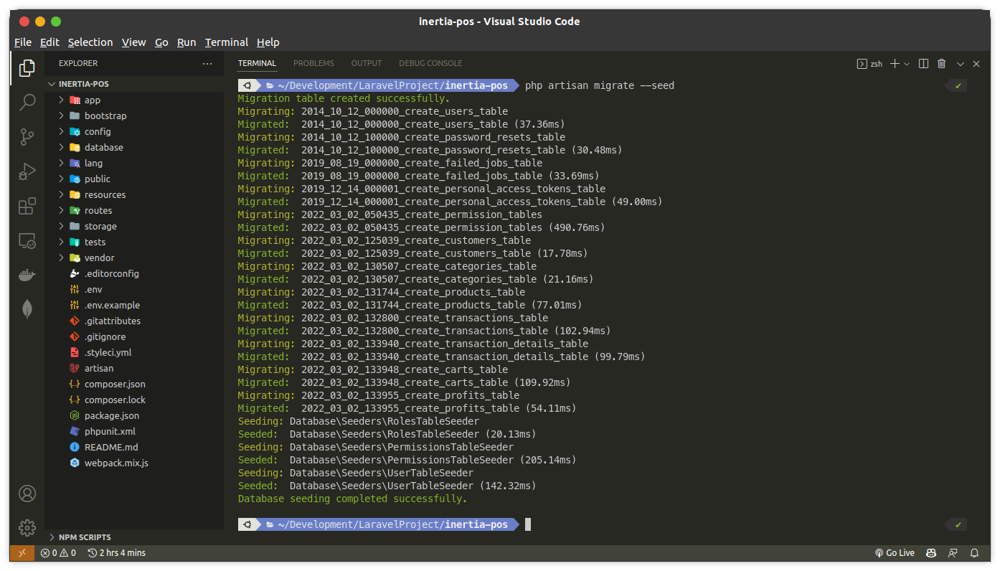 inertia-pos - Visual Studio Code
File Edit Selection View Go Run Terminal Help
EXPLORER
INERTIA-POS
app
bootstrap
config
database
lang
public
resources
routes
storage
tests
vendor
.editorconfig
.env
.env.example
.gitattributes
.gitignore
.styleci.yml
artisan
composer.json
composer.lock
package.json
phpunit.xml
README.md
webpack.mix.js
NPM SCRIPTS
TERMINAL PROBLEMS OUTPUT DEBUG CONSOLE zsh
~/Development/LaravelProject/inertia-pos php artisan migrate --seed
Migration table created successfully.
Migrating: 2014_10_12_000000_create_users_table
Migrated:  2014_10_12_000000_create_users_table (37.36ms)
Migrating: 2014_10_12_100000_create_password_resets_table
Migrated:  2014_10_12_100000_create_password_resets_table (30.48ms)
Migrating: 2019_08_19_000000_create_failed_jobs_table
Migrated:  2019_08_19_000000_create_failed_jobs_table (33.69ms)
Migrating: 2019_12_14_000001_create_personal_access_tokens_table
Migrated:  2019_12_14_000001_create_personal_access_tokens_table (49.00ms)
Migrating: 2022_03_02_050435_create_permission_tables
Migrated:  2022_03_02_050435_create_permission_tables (490.76ms)
Migrating: 2022_03_02_125039_create_customers_table
Migrated:  2022_03_02_125039_create_customers_table (17.78ms)
Migrating: 2022_03_02_130507_create_categories_table
Migrated:  2022_03_02_130507_create_categories_table (21.16ms)
Migrating: 2022_03_02_131744_create_products_table
Migrated:  2022_03_02_131744_create_products_table (77.01ms)
Migrating: 2022_03_02_132800_create_transactions_table
Migrated:  2022_03_02_132800_create_transactions_table (102.94ms)
Migrating: 2022_03_02_133940_create_transaction_details_table
Migrated:  2022_03_02_133940_create_transaction_details_table (99.79ms)
Migrating: 2022_03_02_133948_create_carts_table
Migrated:  2022_03_02_133948_create_carts_table (109.92ms)
Migrating: 2022_03_02_133955_create_profits_table
Migrated:  2022_03_02_133955_create_profits_table (54.11ms)
Seeding: Database\Seeders\RolesTableSeeder
Seeded:  Database\Seeders\RolesTableSeeder (20.13ms)
Seeding: Database\Seeders\PermissionsTableSeeder
Seeded:  Database\Seeders\PermissionsTableSeeder (205.14ms)
Seeding: Database\Seeders\UserTableSeeder
Seeded:  Database\Seeders\UserTableSeeder (142.32ms)
Database seeding completed successfully.
~/Development/LaravelProject/inertia-pos
0 0 2 hrs 4 mins Go Live